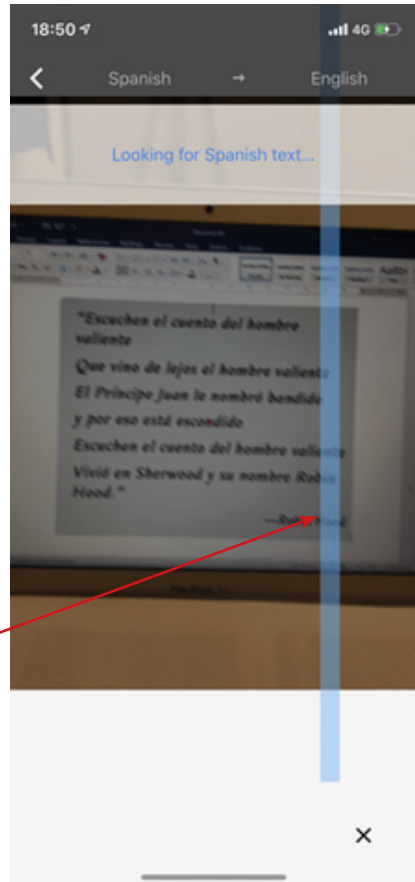 18:50
4G
Spanish → English
Looking for Spanish text...
"Escuchen el cuento del hombre
valiente
Que vino de lejos el hombre valiente
El Príncipe Juan le nombró bandido
y por eso está escondido
Escuchen el cuento del hombre valiente
Vivió en Sherwood y su nombre Robin
Hood."
—Robin Hood